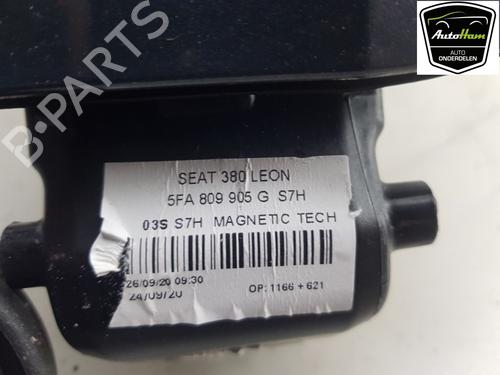 AutoHam
AUTO
ONDERDELEN
B-PARTS
SEAT 380 LEON
5FA 809 905 G S7H
03S S7H MAGNETIC TECH
26/09/20 09:30
24/09/20
OP: 1166 + 621